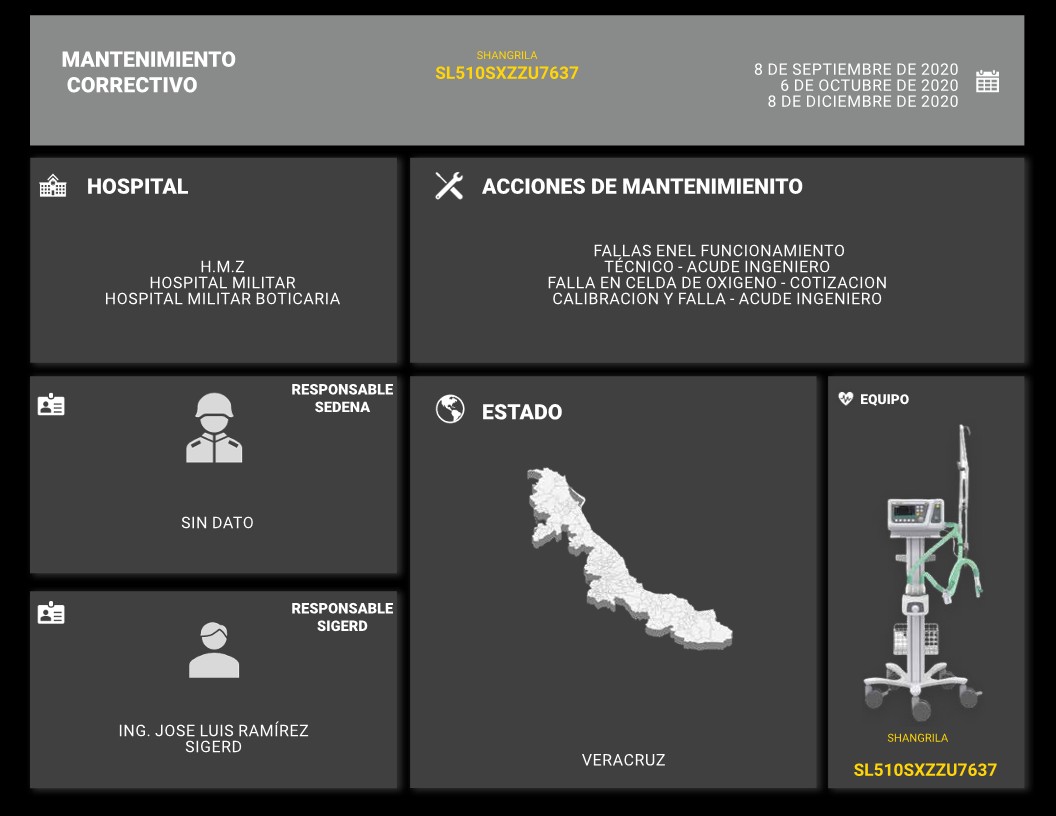 MANTENIMIENTO
CORRECTIVO
SHANGRILA
SL510SXZZU7637
8 DE SEPTIEMBRE DE 2020
6 DE OCTUBRE DE 2020
8 DE DICIEMBRE DE 2020
HOSPITAL
H.M.Z
HOSPITAL MILITAR
HOSPITAL MILITAR BOTICARIA
ACCIONES DE MANTENIMIENITO
FALLAS ENEL FUNCIONAMIENTO
TÉCNICO - ACUDE INGENIERO
FALLA EN CELDA DE OXIGENO - COTIZACION
CALIBRACION Y FALLA - ACUDE INGENIERO
RESPONSABLE
SEDENA
SIN DATO
RESPONSABLE
SIGERD
ING. JOSE LUIS RAMÍREZ
SIGERD
ESTADO
VERACRUZ
EQUIPO
SHANGRILA
SL510SXZZU7637